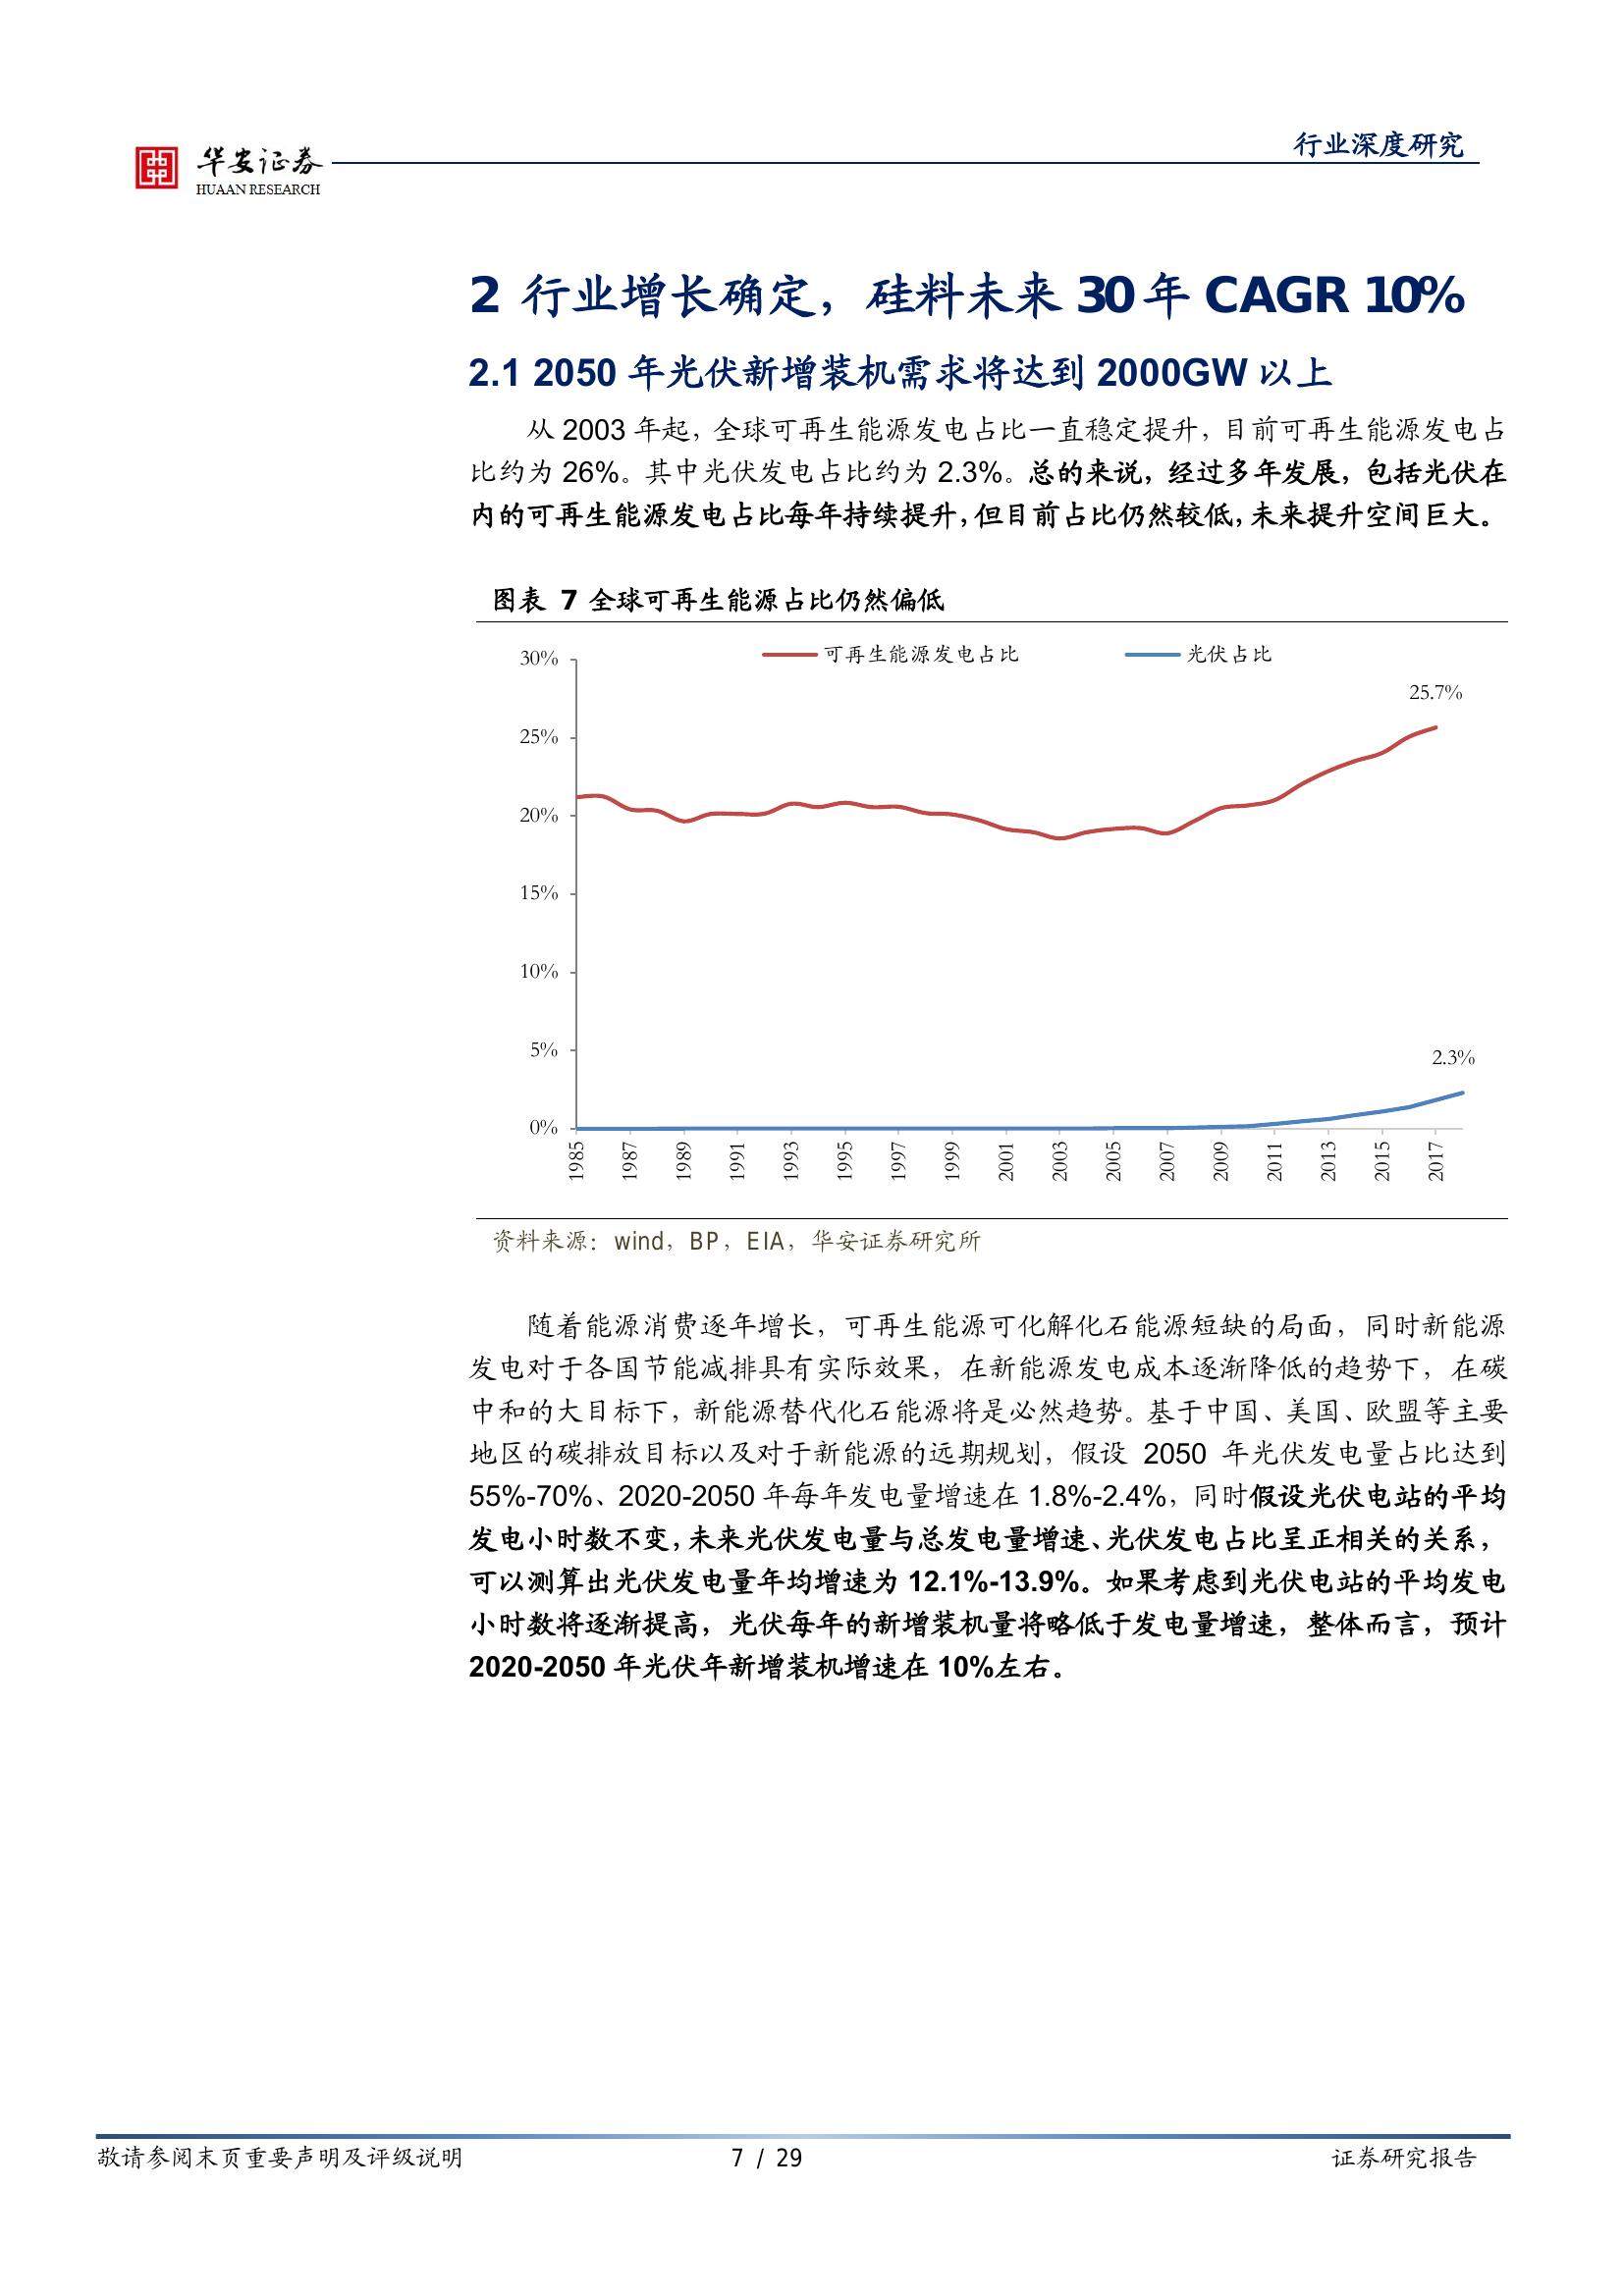 华安证券
HUAAN RESEARCH
行业深度研究
2 行业增长确定，硅料未来 30 年 CAGR 10%
2.1 2050 年光伏新增装机需求将达到 2000GW 以上
从 2003 年起，全球可再生能源发电占比一直稳定提升，目前可再生能源发电占
比约为 26%。其中光伏发电占比约为 2.3%。总的来说，经过多年发展，包括光伏在
内的可再生能源发电占比每年持续提升，但目前占比仍然较低，未来提升空间巨大。
图表 7 全球可再生能源占比仍然偏低
可再生能源发电占比 光伏占比
30%
25%
20%
15%
10%
5%
0%
25.7%
2.3%
1985 1987 1989 1991 1993 1995 1997 1999 2001 2003 2005 2007 2009 2011 2013 2015 2017
资料来源：wind，BP，EIA，华安证券研究所
随着能源消费逐年增长，可再生能源可化解化石能源短缺的局面，同时新能源
发电对于各国节能减排具有实际效果，在新能源发电成本逐渐降低的趋势下，在碳
中和的大目标下，新能源替代化石能源将是必然趋势。基于中国、美国、欧盟等主要
地区的碳排放目标以及对于新能源的远期规划，假设 2050 年光伏发电量占比达到
55%-70%、2020-2050 年每年发电量增速在 1.8%-2.4%，同时假设光伏电站的平均
发电小时数不变，未来光伏发电量与总发电量增速、光伏发电占比呈正相关的关系，
可以测算出光伏发电量年均增速为 12.1%-13.9%。如果考虑到光伏电站的平均发电
小时数将逐渐提高，光伏每年的新增装机量将略低于发电量增速，整体而言，预计
2020-2050 年光伏年新增装机增速在 10%左右。
敬请参阅末页重要声明及评级说明 7 / 29 证券研究报告